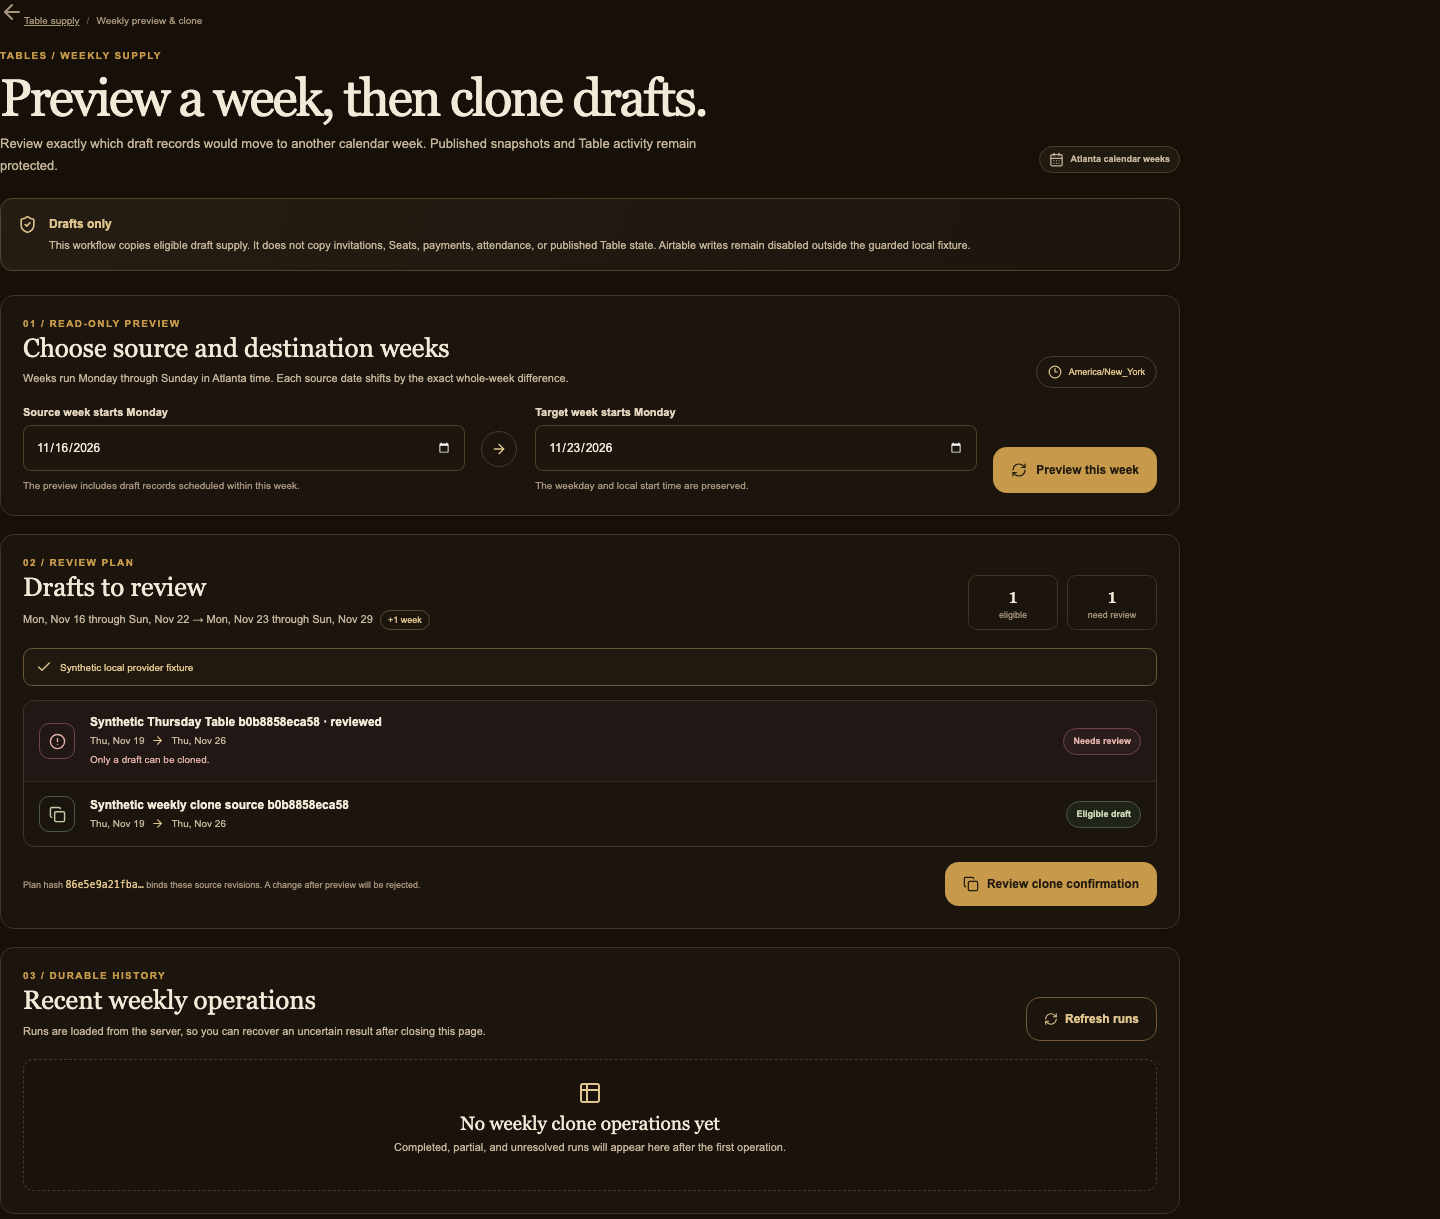 Table supply / Weekly preview & clone
TABLES / WEEKLY SUPPLY
Preview a week, then clone drafts.
Review exactly which draft records would move to another calendar week. Published snapshots and Table activity remain
protected.
Atlanta calendar weeks
Drafts only
This workflow copies eligible draft supply. It does not copy invitations, Seats, payments, attendance, or published Table state. Airtable writes remain disabled outside the guarded local fixture.
01 / READ-ONLY PREVIEW
Choose source and destination weeks
Weeks run Monday through Sunday in Atlanta time. Each source date shifts by the exact whole-week difference.
America/New_York
Source week starts Monday
Target week starts Monday
11/16/2026
11/23/2026
Preview this week
The preview includes draft records scheduled within this week.
The weekday and local start time are preserved.
02 / REVIEW PLAN
Drafts to review
Mon, Nov 16 through Sun, Nov 22 → Mon, Nov 23 through Sun, Nov 29 +1 week
1
eligible
1
need review
Synthetic local provider fixture
Synthetic Thursday Table b0b8858eca58 · reviewed
Thu, Nov 19 → Thu, Nov 26
Only a draft can be cloned.
Needs review
Synthetic weekly clone source b0b8858eca58
Thu, Nov 19 → Thu, Nov 26
Eligible draft
Plan hash 86e5e9a21fba… binds these source revisions. A change after preview will be rejected.
Review clone confirmation
03 / DURABLE HISTORY
Recent weekly operations
Runs are loaded from the server, so you can recover an uncertain result after closing this page.
Refresh runs
No weekly clone operations yet
Completed, partial, and unresolved runs will appear here after the first operation.